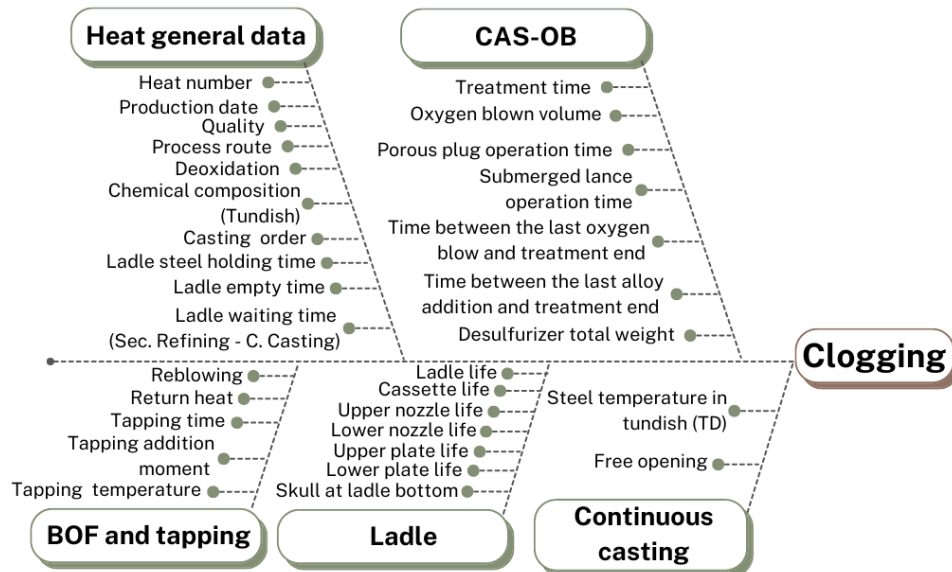 Heat general data
Heat number
Production date
Quality
Process route
Deoxidation
Chemical composition
(Tundish)
Casting order
Ladle steel holding time
Ladle empty time
Ladle waiting time
(Sec. Refining - C. Casting)
CAS-OB
Treatment time
Oxygen blown volume
Porous plug operation time
Submerged lance
operation time
Time between the last oxygen
blow and treatment end
Time between the last alloy
addition and treatment end
Desulfurizer total weight
Clogging
Reblowing
Return heat
Tapping time
Tapping addition
moment
Tapping temperature
BOF and tapping
Ladle life
Cassette life
Upper nozzle life
Lower nozzle life
Upper plate life
Lower plate life
Skull at ladle bottom
Ladle
Steel temperature in
tundish (TD)
Free opening
Continuous
casting